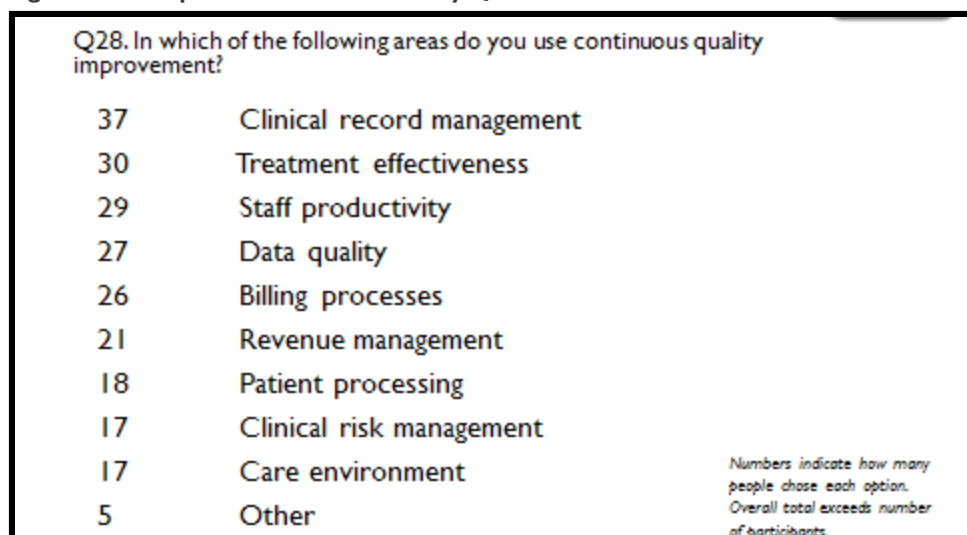 Q28. In which of the following areas do you use continuous quality
improvement?
37 Clinical record management
30 Treatment effectiveness
29 Staff productivity
27 Data quality
26 Billing processes
21 Revenue management
18 Patient processing
17 Clinical risk management
17 Care environment
5 Other
Numbers indicate how many
people chose each option.
Overall total exceeds number
of participants.